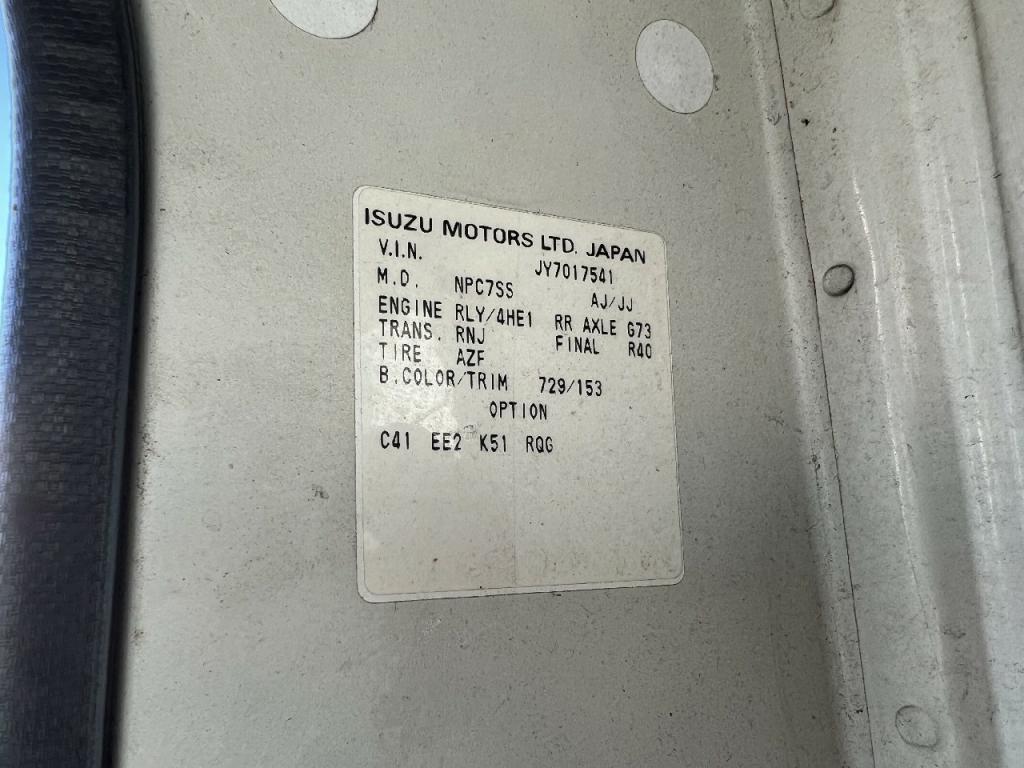 ISUZU MOTORS LTD. JAPAN
V.I.N. JY7017541
M.D. NPC7SS AJ/JJ
ENGINE RLY/4HE1 RR AXLE G73
TRANS. RNJ FINAL R40
TIRE AZF
B.COLOR/TRIM 729/153
OPTION
C41 EE2 K51 RQG